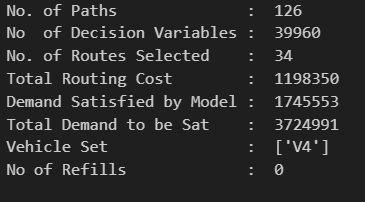 No. of Paths : 126
No of Decision Variables : 39960
No. of Routes Selected : 34
Total Routing Cost : 1198350
Demand Satisfied by Model : 1745553
Total Demand to be Sat : 3724991
Vehicle Set : ['V4']
No of Refills : 0